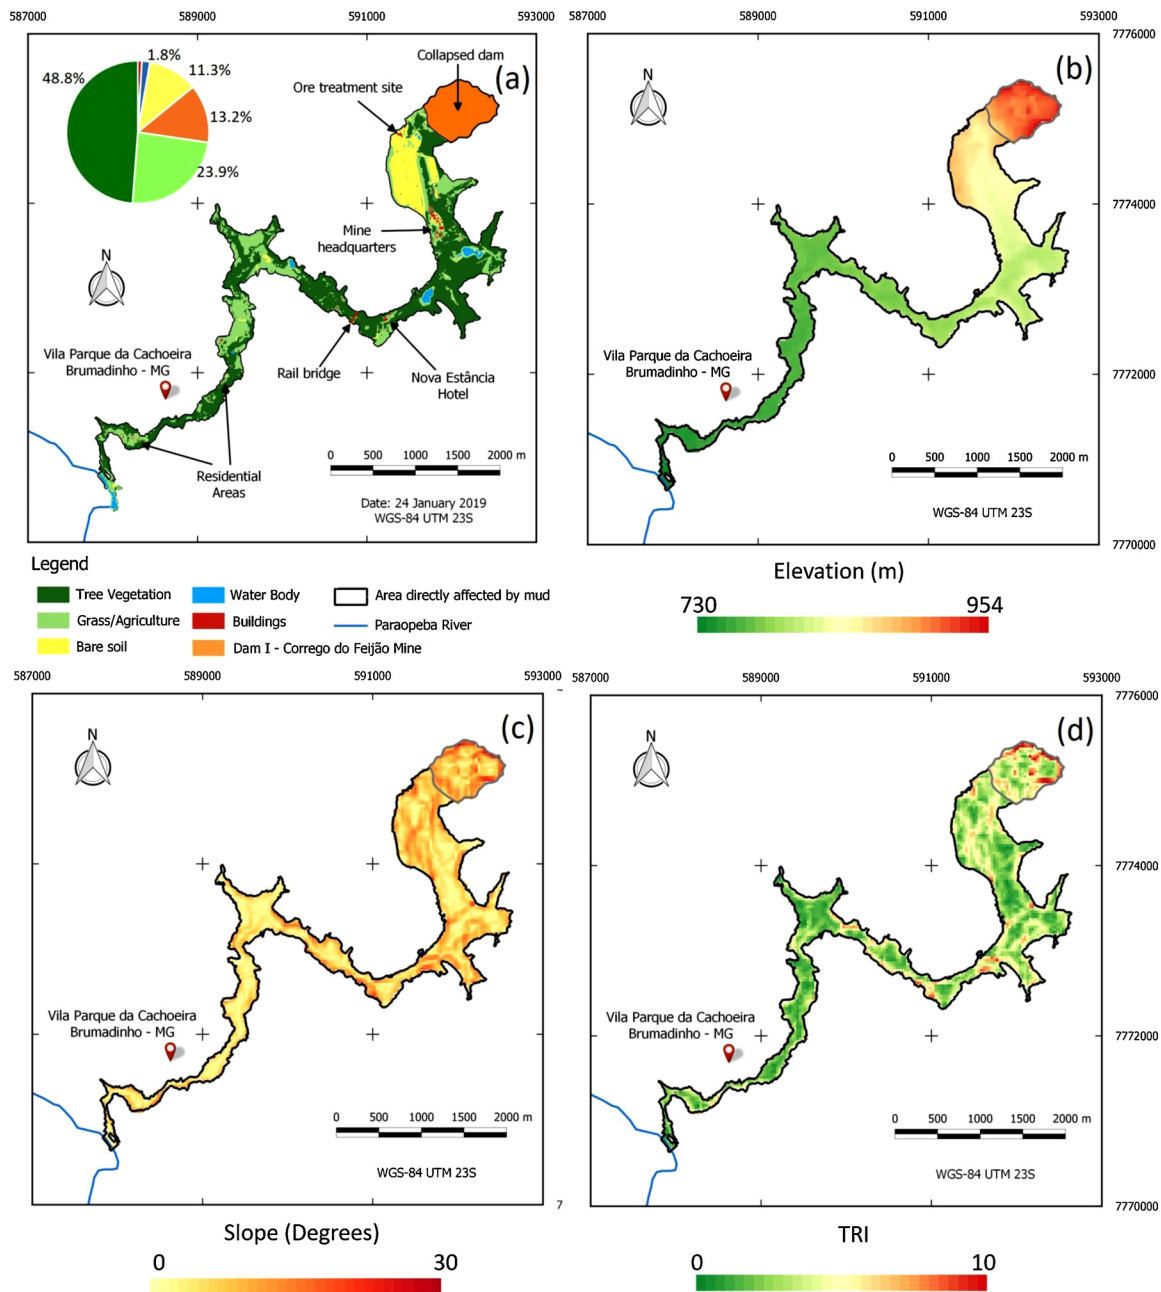 587000 589000 591000 593000
(a)
48.8%
1.8%
11.3%
13.2%
23.9%
Collapsed dam
Ore treatment site
Mine
headquarters
N
Rail bridge
Nova Estância
Hotel
Vila Parque da Cachoeira
Brumadinho - MG
Residential
Areas
0 500 1000 1500 2000 m
Date: 24 January 2019
WGS-84 UTM 23S
587000 589000 591000 593000
7776000
(b)
N
7774000
Vila Parque da Cachoeira
Brumadinho - MG
7772000
0 500 1000 1500 2000 m
WGS-84 UTM 23S
7770000
Legend
Tree Vegetation
Grass/Agriculture
Bare soil
Water Body
Buildings
Dam I - Corrego do Feijão Mine
Area directly affected by mud
Paraopeba River
Elevation (m)
730 954
587000 589000 591000 593000
(c)
N
Vila Parque da Cachoeira
Brumadinho - MG
0 500 1000 1500 2000 m
WGS-84 UTM 23S
7
Slope (Degrees)
0 30
587000 589000 591000 593000
7776000
(d)
N
7774000
Vila Parque da Cachoeira
Brumadinho - MG
7772000
0 500 1000 1500 2000 m
WGS-84 UTM 23S
7770000
TRI
0 10